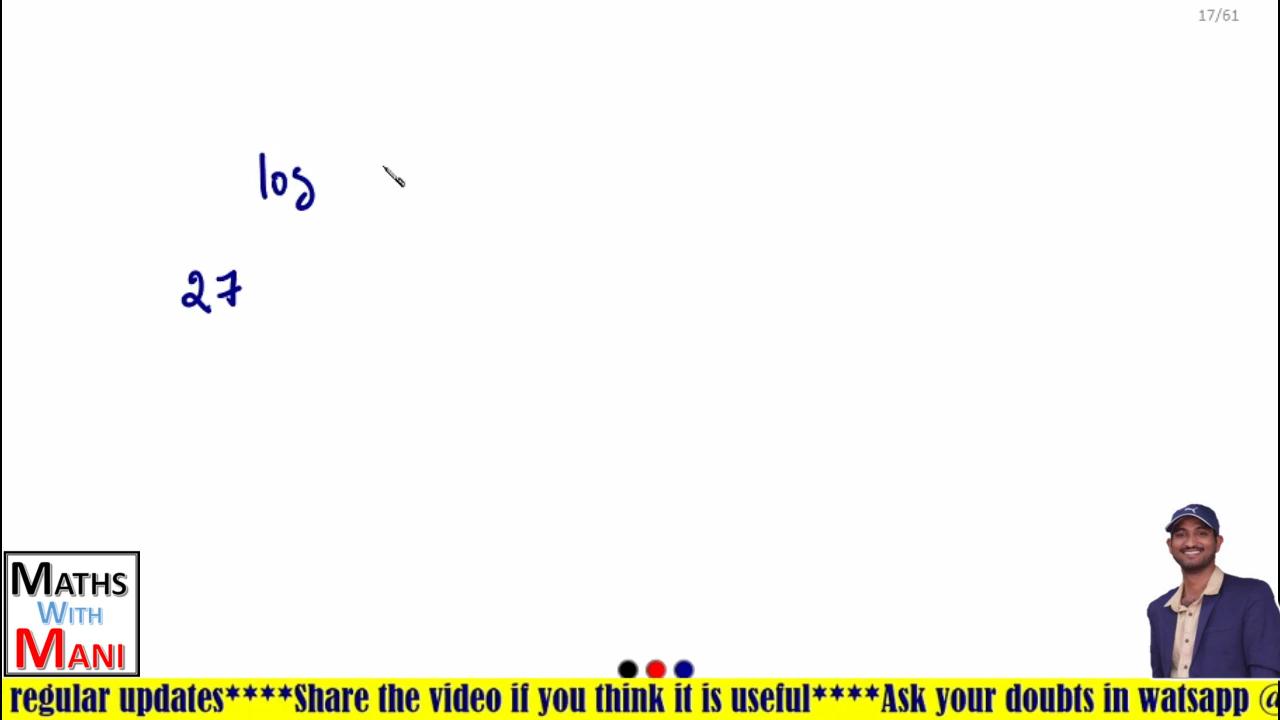 17/61
log
27
MATHS
WITH
MANI
regular updates****Share the video if you think it is useful****Ask your doubts in watsapp @